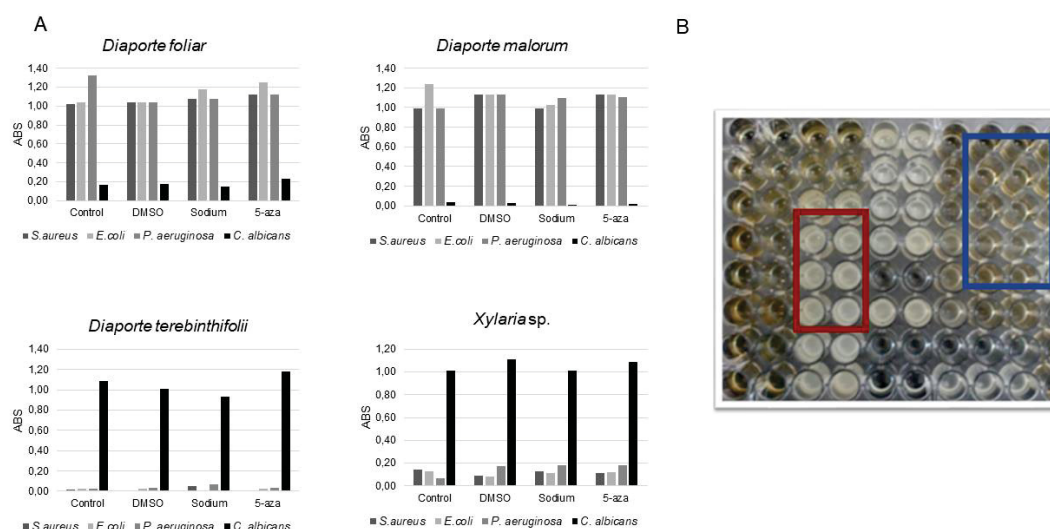 A
B
Diaporte foliar
ABS
1,40
1,20
1,00
0,80
0,60
0,40
0,20
0,00
Control DMSO Sodium 5-aza
S.aureus E.coli P. aeruginosa C. albicans
Diaporte malorum
ABS
1,40
1,20
1,00
0,80
0,60
0,40
0,20
0,00
Control DMSO Sodium 5-aza
S.aureus E.coli P. aeruginosa C. albicans
Diaporte terebinthifolii
ABS
1,40
1,20
1,00
0,80
0,60
0,40
0,20
0,00
Control DMSO Sodium 5-aza
S.aureus E.coli P. aeruginosa C. albicans
Xylaria sp.
ABS
1,20
1,00
0,80
0,60
0,40
0,20
0,00
Control DMSO Sodium 5-aza
S.aureus E.coli P. aeruginosa C. albicans